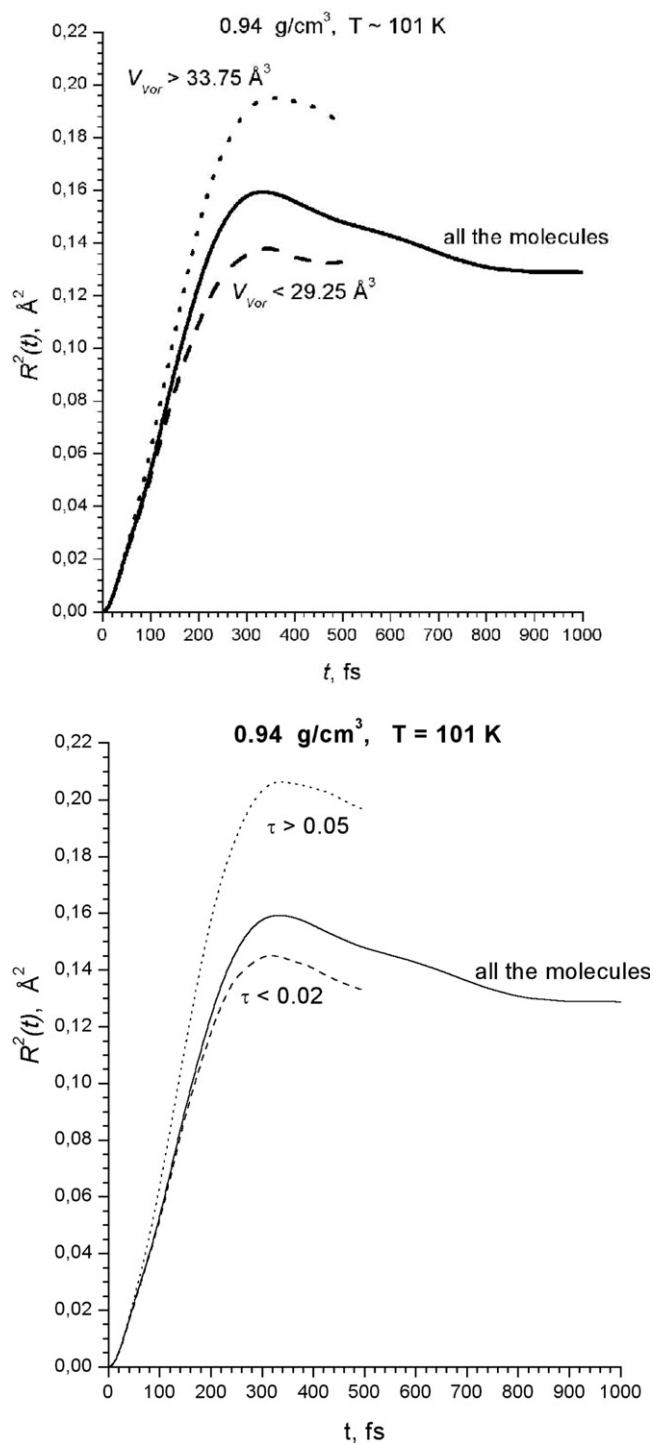 0.94 g/cm³, T ~ 101 K
0,22
0,20
0,18
0,16
0,14
0,12
0,10
0,08
0,06
0,04
0,02
0,00
R²(t), Å²
V_Vor > 33.75 Å³
all the molecules
V_Vor < 29.25 Å³
0 100 200 300 400 500 600 700 800 900 1000
t, fs
0.94 g/cm³, T = 101 K
0,22
0,20
0,18
0,16
0,14
0,12
0,10
0,08
0,06
0,04
0,02
0,00
R²(t), Å²
τ > 0.05
all the molecules
τ < 0.02
0 100 200 300 400 500 600 700 800 900 1000
t, fs